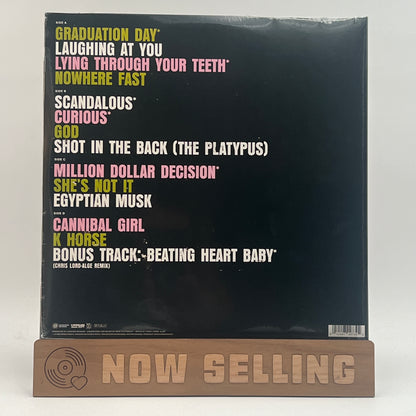 SIDE A
GRADUATION DAY*
LAUGHING AT YOU
LYING THROUGH YOUR TEETH*
NOWHERE FAST
SIDE B
SCANDALOUS*
CURIOUS*
GOD
SHOT IN THE BACK (THE PLATYPUS)
SIDE C
MILLION DOLLAR DECISION*
SHE'S NOT IT
EGYPTIAN MUSK
SIDE D
CANNIBAL GIRL
K HORSE
BONUS TRACK: BEATING HEART BABY*
(CHRIS LORD-ALGE REMIX)
NOW SELLING